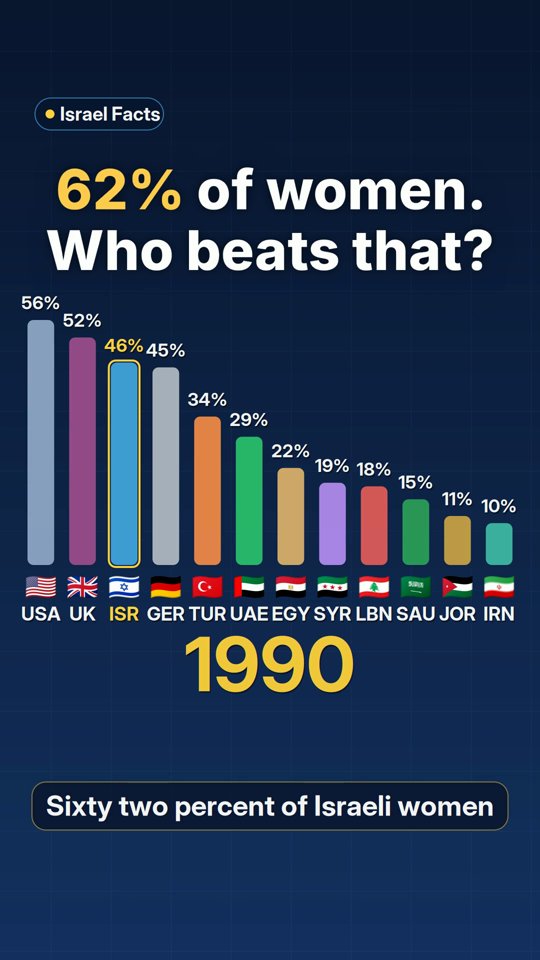 Israel Facts
62% of women.
Who beats that?
56%
52%
46%
45%
34%
29%
22%
19%
18%
15%
11%
10%
USA UK ISR GER TUR UAE EGY SYR LBN SAU JOR IRN
1990
Sixty two percent of Israeli women